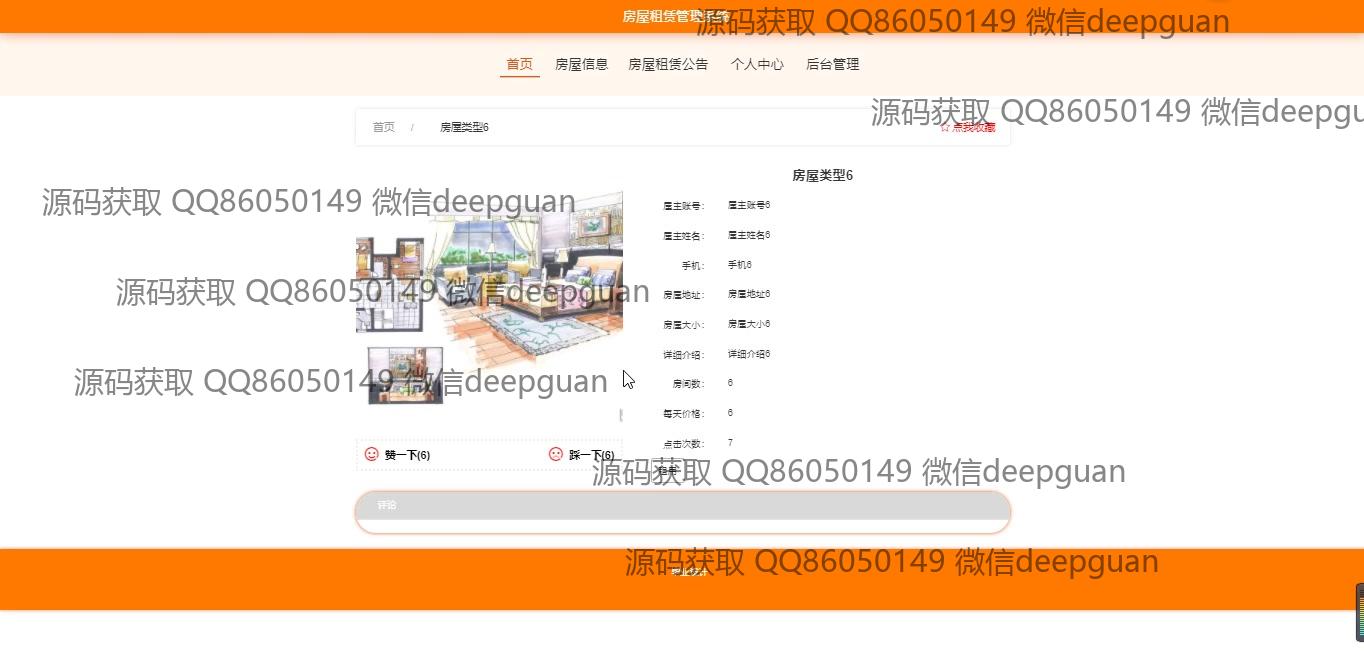 房屋租赁管理系统
源码获取 QQ86050149 微信deepguan
首页 房屋信息 房屋租赁公告 个人中心 后台管理
源码获取 QQ86050149 微信deepgu
首页 / 房屋类型6 ☆点我收藏
房屋类型6
源码获取 QQ86050149 微信deepguan
屋主账号： 屋主账号6
屋主姓名： 屋主姓名6
手机： 手机6
源码获取 QQ86050149 微信deepguan
房屋地址： 房屋地址6
房屋大小： 房屋大小6
详细介绍： 详细介绍6
源码获取 QQ86050149 微信deepguan
房间数： 6
每天价格： 6
点击次数： 7
赞一下(6) 踩一下(6)
源码获取 QQ86050149 微信deepguan
评论
源码获取 QQ86050149 微信deepguan